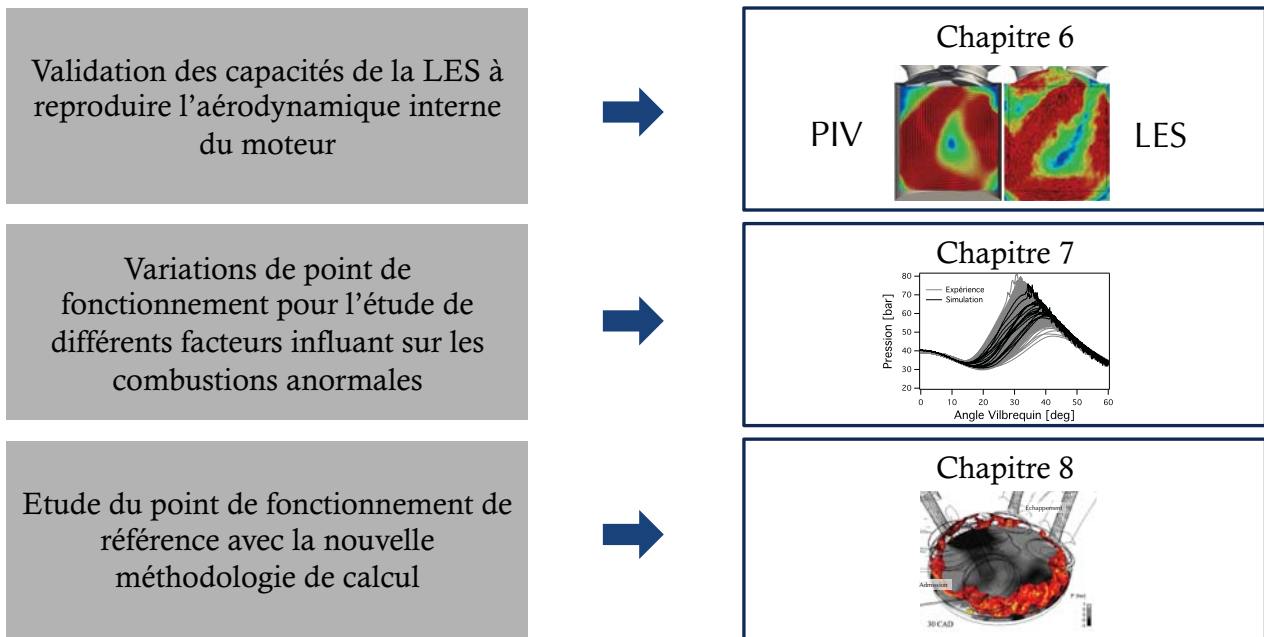 Validation des capacités de la LES à
reproduire l’aérodynamique interne
du moteur
Chapitre 6
PIV
LES
Variations de point de
fonctionnement pour l’étude de
différents facteurs influant sur les
combustions anormales
Chapitre 7
Pression [bar]
80
70
60
50
40
30
20
Expérience
Simulation
0 10 20 30 40 50 60
Angle Vilbrequin [deg]
Etude du point de fonctionnement de
référence avec la nouvelle
méthodologie de calcul
Chapitre 8
Echappement
Admission
30 CAD